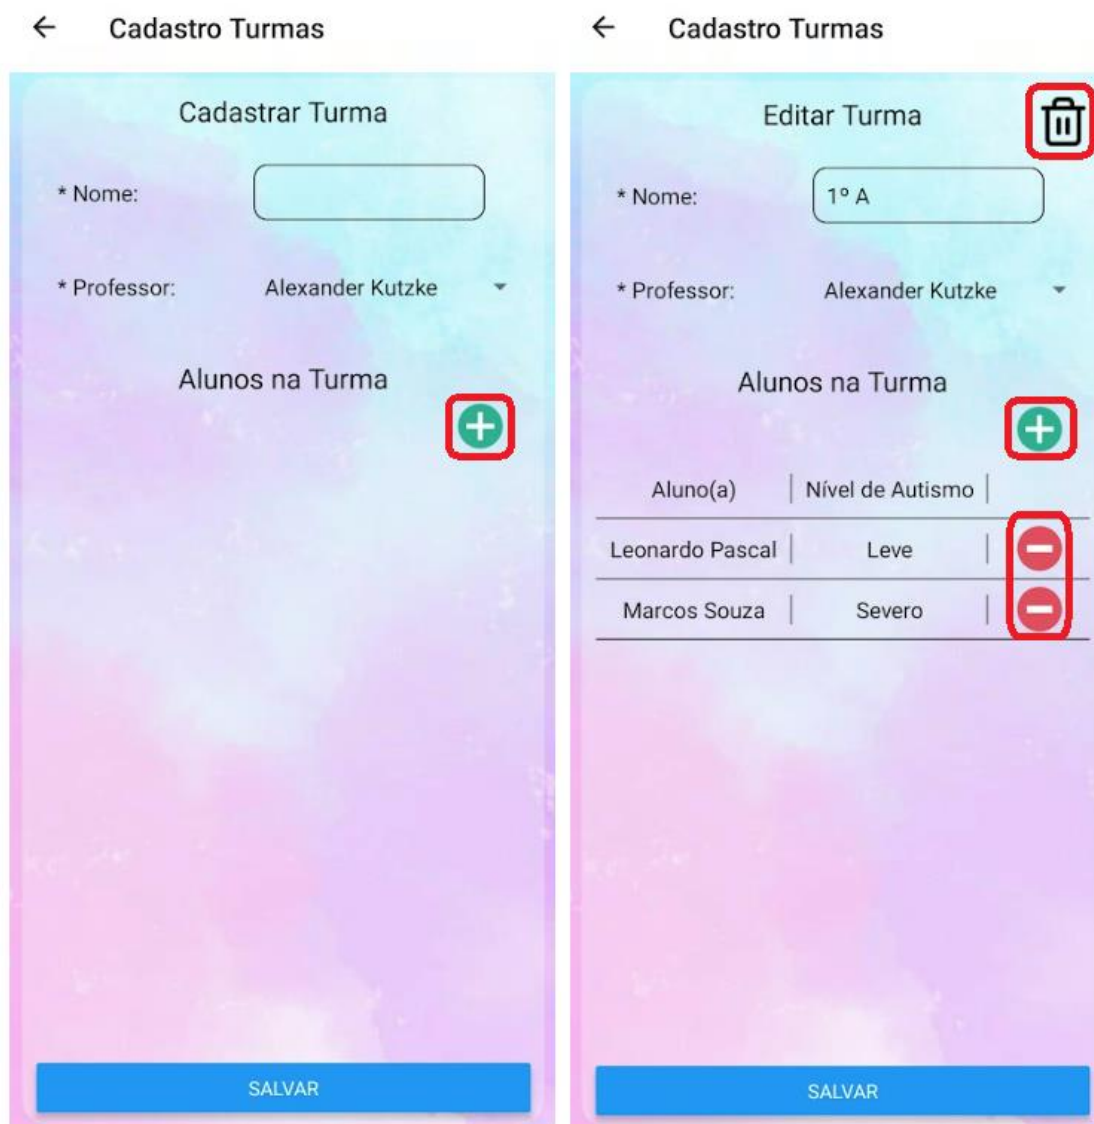 Cadastro Turmas
Cadastrar Turma
* Nome:
* Professor: Alexander Kutzke
Alunos na Turma
SALVAR
Cadastro Turmas
Editar Turma
* Nome: 1º A
* Professor: Alexander Kutzke
Alunos na Turma
Aluno(a) | Nível de Autismo |
Leonardo Pascal | Leve |
Marcos Souza | Severo |
SALVAR